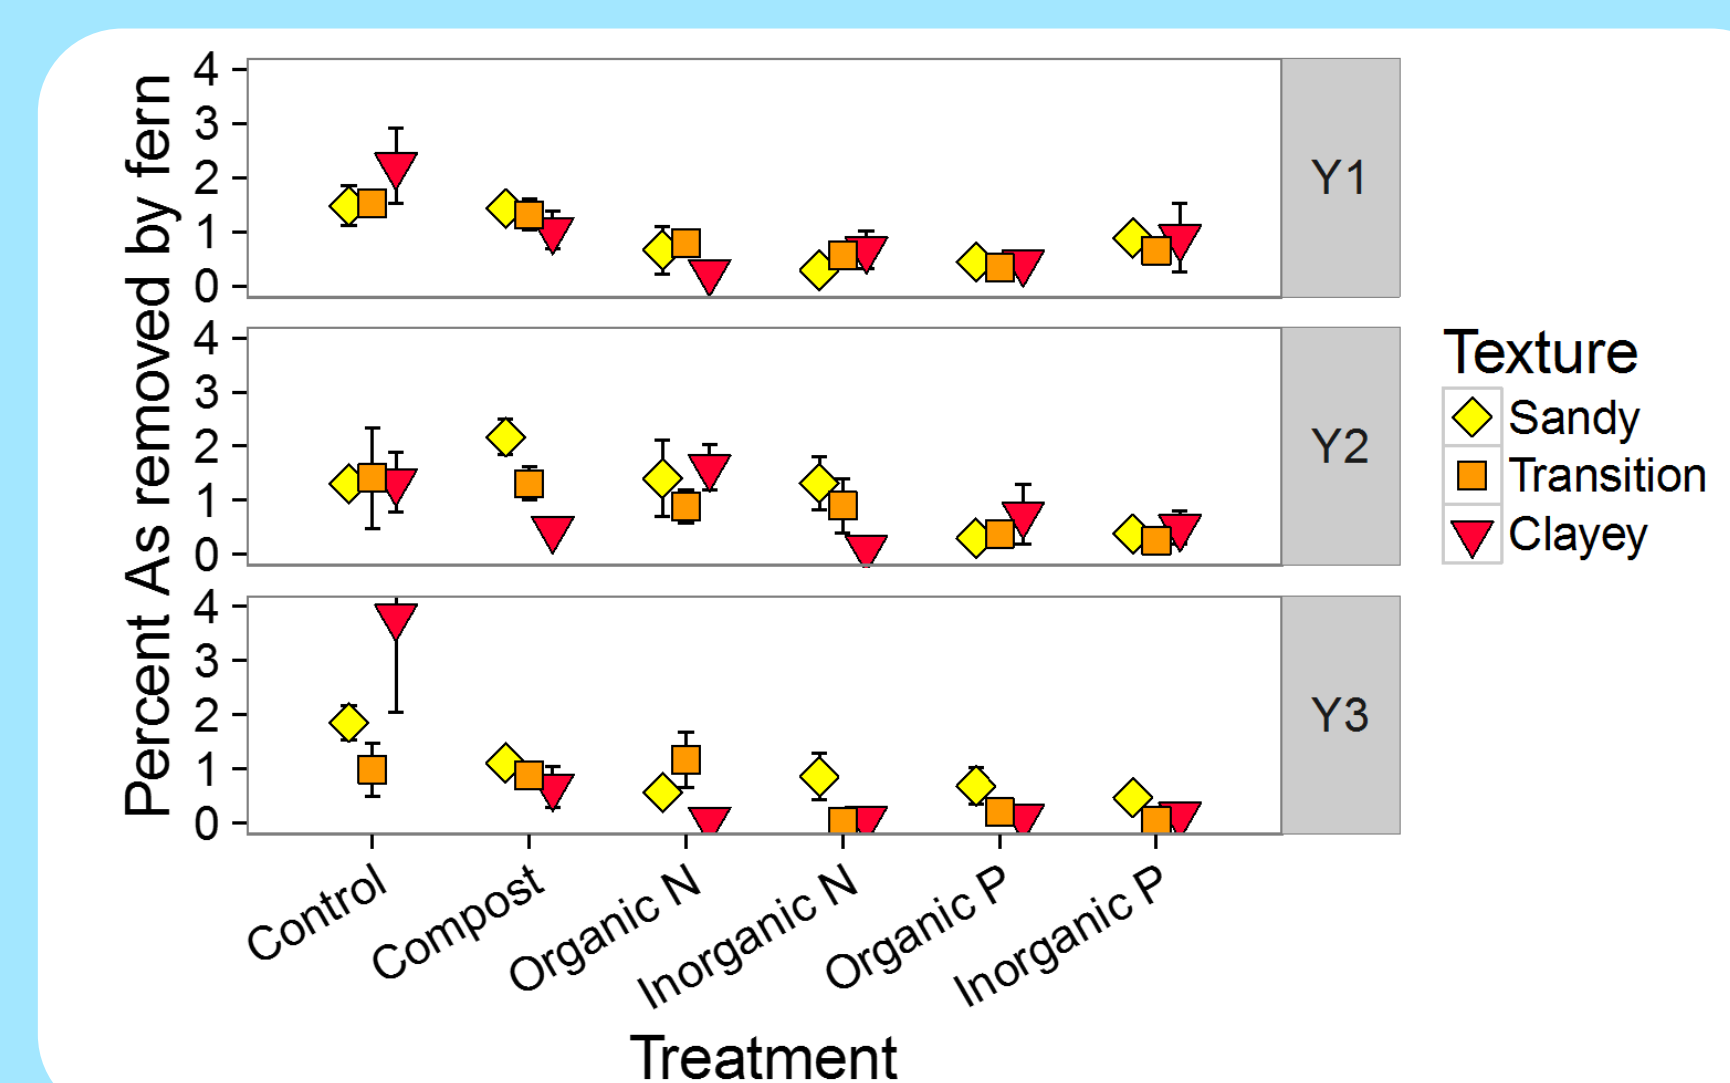 Percent As removed by fern
4
3
2
1
0
Y1
4
3
2
1
0
Y2
4
3
2
1
0
Y3
Control
Compost
Organic N
Inorganic N
Organic P
Inorganic P
Treatment
Texture
Sandy
Transition
Clayey